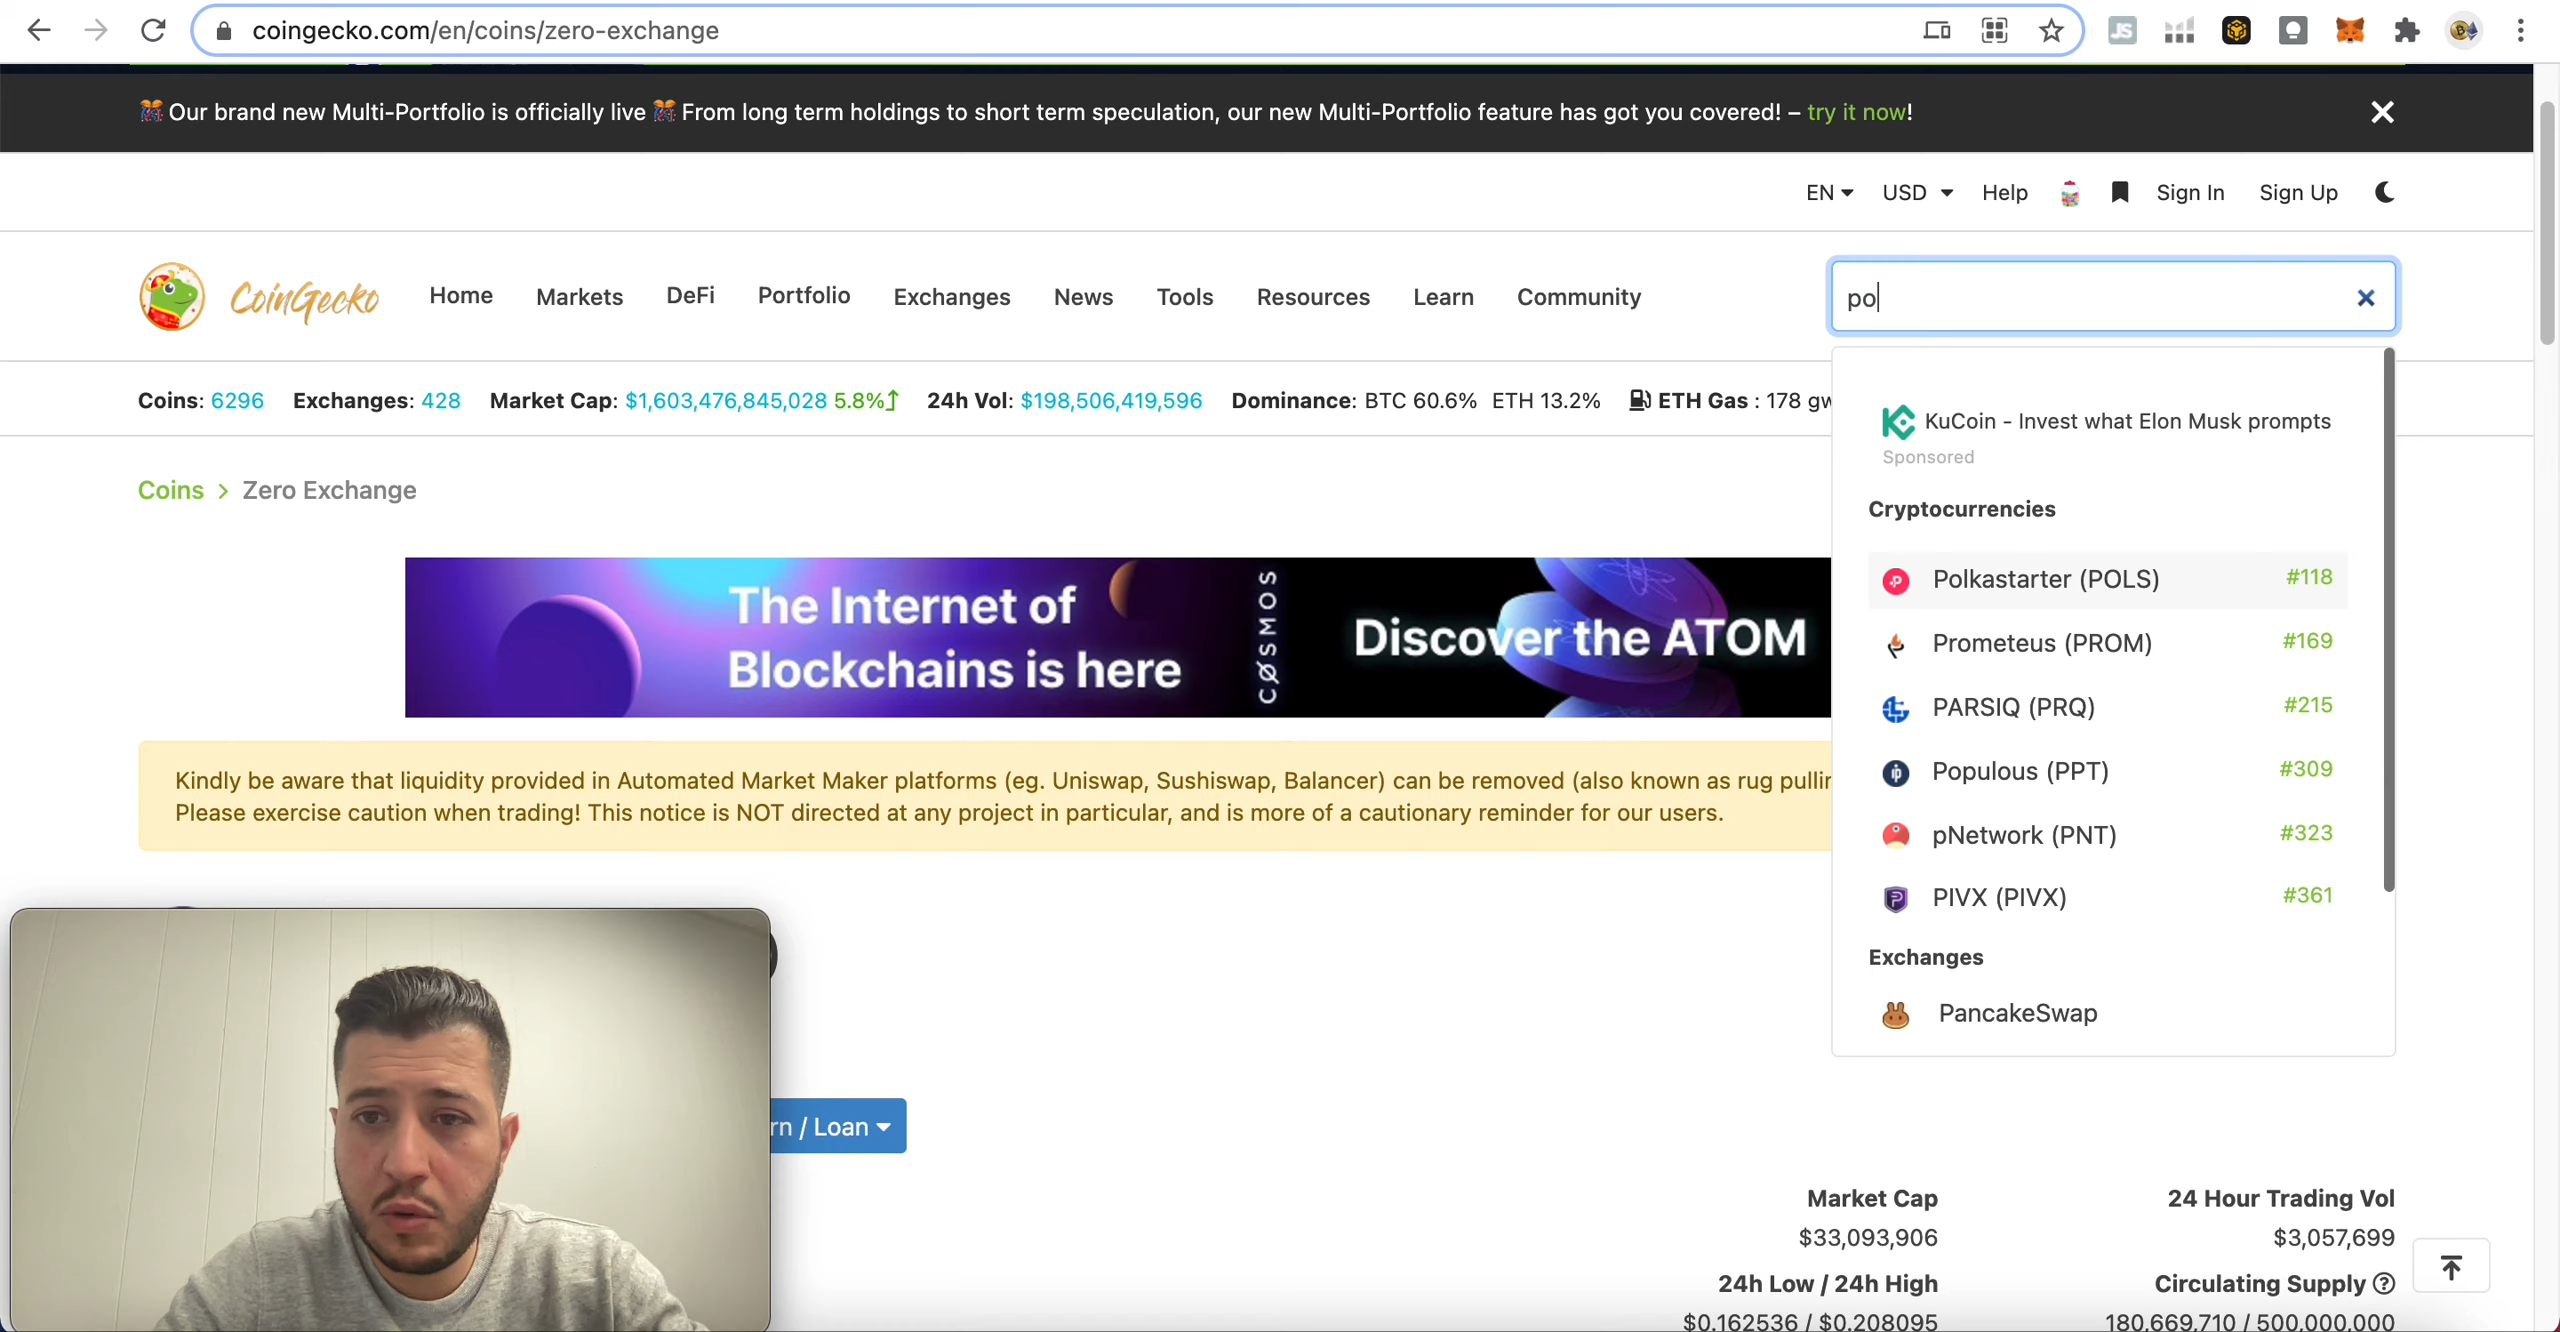 coingecko.com/en/coins/zero-exchange
JS
Our brand new Multi-Portfolio is officially live From long term holdings to short term speculation, our new Multi-Portfolio feature has got you covered! – try it now!
EN USD Help Sign In Sign Up
CoinGecko Home Markets DeFi Portfolio Exchanges News Tools Resources Learn Community
po
Coins: 6296 Exchanges: 428 Market Cap: $1,603,476,845,028 5.8% 24h Vol: $198,506,419,596 Dominance: BTC 60.6% ETH 13.2% ETH Gas : 178 gw
KuCoin - Invest what Elon Musk prompts
Sponsored
Coins > Zero Exchange
Cryptocurrencies
The Internet of
Blockchains is here
CØSMOS
Discover the ATOM
Polkastarter (POLS) #118
Prometeus (PROM) #169
PARSIQ (PRQ) #215
Populous (PPT) #309
pNetwork (PNT) #323
PIVX (PIVX) #361
Exchanges
PancakeSwap
Kindly be aware that liquidity provided in Automated Market Maker platforms (eg. Uniswap, Sushiswap, Balancer) can be removed (also known as rug pullin
Please exercise caution when trading! This notice is NOT directed at any project in particular, and is more of a cautionary reminder for our users.
rn / Loan
Market Cap
$33,093,906
24 Hour Trading Vol
$3,057,699
24h Low / 24h High
$0.162536 / $0.208095
Circulating Supply
180,669,710 / 500,000,000